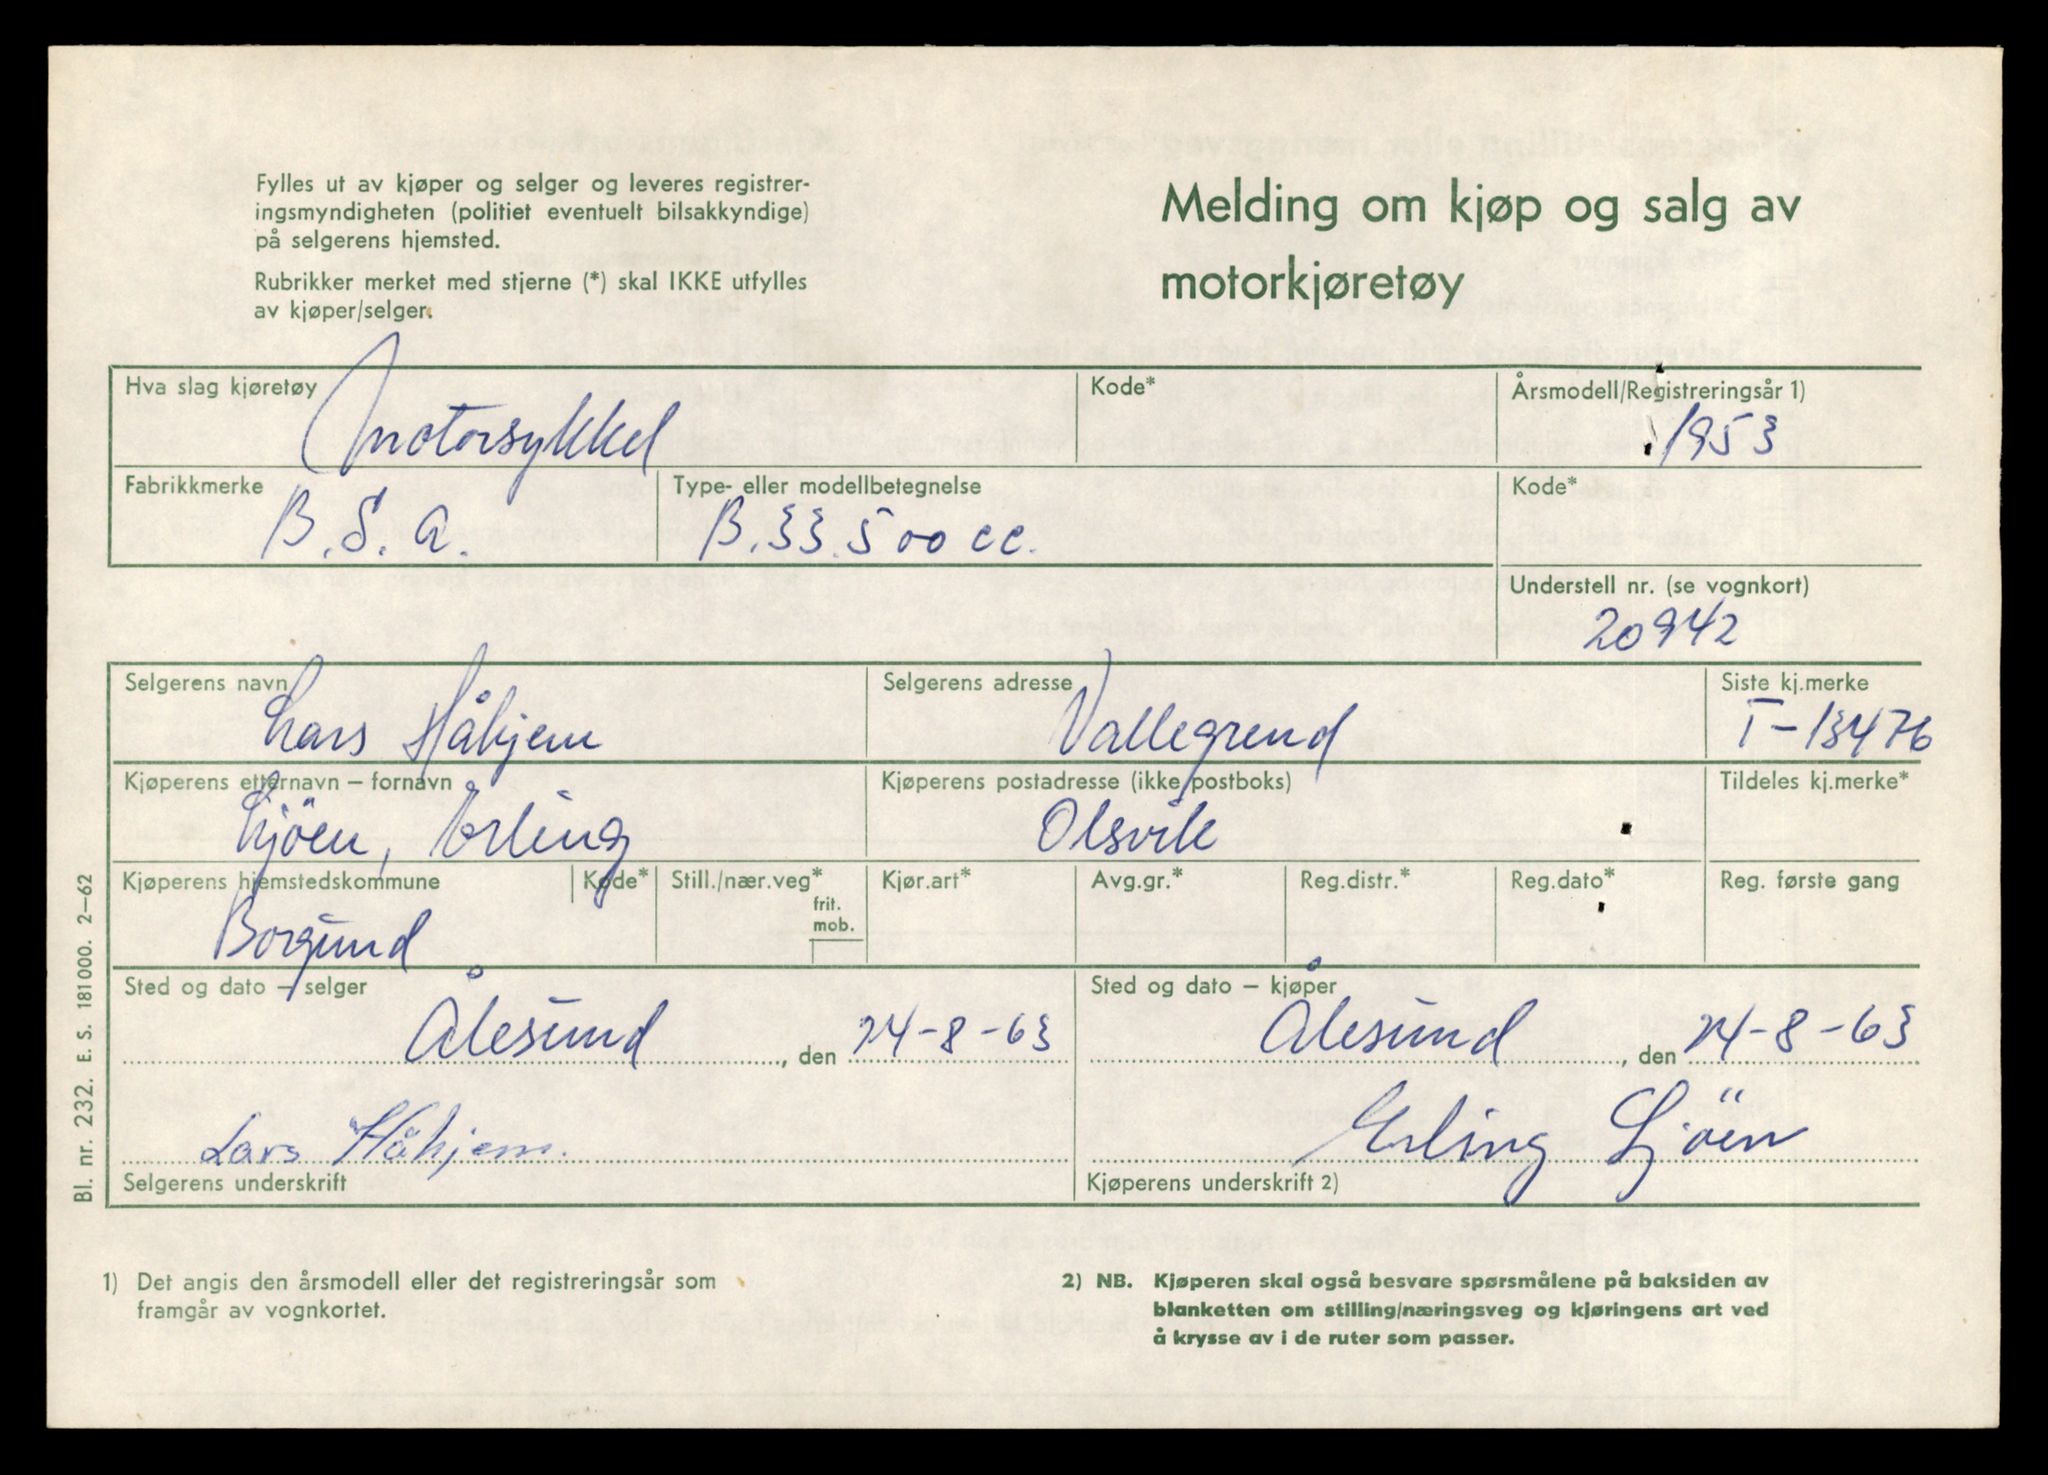 Fylles ut av kjøper og selger og leveres registrer-
ingsmyndigheten (politiet eventuelt bilsakkyndige)
på selgerens hjemsted.
Rubrikker merket med stjerne (*) skal IKKE utfylles
av kjøper/selger.
Melding om kjøp og salg av
motorkjøretøy
Hva slag kjøretøy
Motorsykkel
Kode*
Årsmodell/Registreringsår 1)
1953
Fabrikkmerke
B.S.A.
Type- eller modellbetegnelse
B.33.500 cc.
Kode*
Understell nr. (se vognkort)
20942
Selgerens navn
Lars Håhjem
Selgerens adresse
Vallegrend
Siste kj.merke
T-13476
Kjøperens etternavn – fornavn
Sjöen, Erling
Kjøperens postadresse (ikke postboks)
Olsvik
Tildeles kj.merke*
Kjøperens hjemstedskommune
Borgund
Kode*
Still./nær.veg*
frit.
mob.
Kjør.art*
Avg.gr.*
Reg.distr.*
Reg.dato*
Reg. første gang
Sted og dato – selger
Ålesund, den 24-8-63
Sted og dato – kjøper
Ålesund, den 24-8-63
Lars Håhjem.
Selgerens underskrift
Erling Sjöen
Kjøperens underskrift 2)
Bl. nr. 232. E. S. 181 000. 2–62
1) Det angis den årsmodell eller det registreringsår som
framgår av vognkortet.
2) NB. Kjøperen skal også besvare spørsmålene på baksiden av
blanketten om stilling/næringsveg og kjøringens art ved
å krysse av i de ruter som passer.